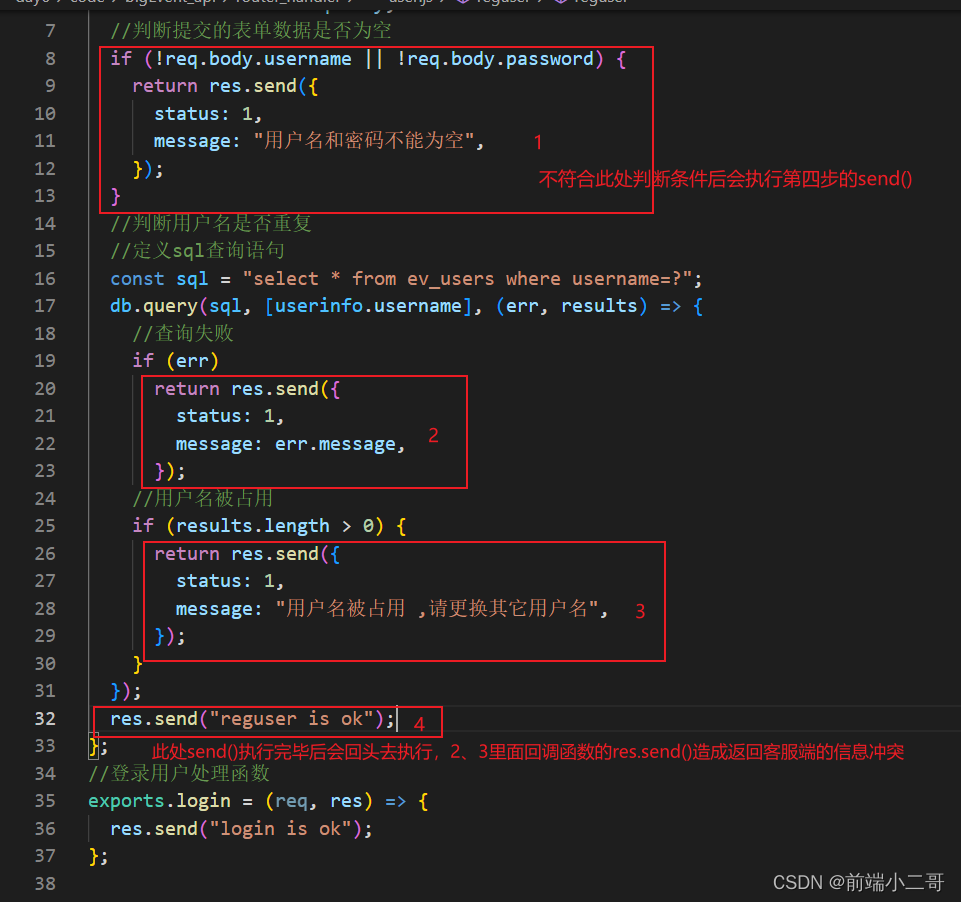 7 //判断提交的表单数据是否为空
8 if (!req.body.username || !req.body.password) {
9 return res.send({
10 status: 1,
11 message: "用户名和密码不能为空", 1
12 });
不符合此处判断条件后会执行第四步的send()
13 }
14 //判断用户名是否重复
15 //定义sql查询语句
16 const sql = "select * from ev_users where username=?";
17 db.query(sql, [userinfo.username], (err, results) => {
18 //查询失败
19 if (err)
20 return res.send({
21 status: 1,
22 message: err.message, 2
23 });
24 //用户名被占用
25 if (results.length > 0) {
26 return res.send({
27 status: 1,
28 message: "用户名被占用 ,请更换其它用户名", 3
29 });
30 }
31 });
32 res.send("reguser is ok"); 4
33 };
此处send()执行完毕后会回头去执行，2、3里面回调函数的res.send()造成返回客服端的信息冲突
34 //登录用户处理函数
35 exports.login = (req, res) => {
36 res.send("login is ok");
37 };
38
CSDN @前端小二哥